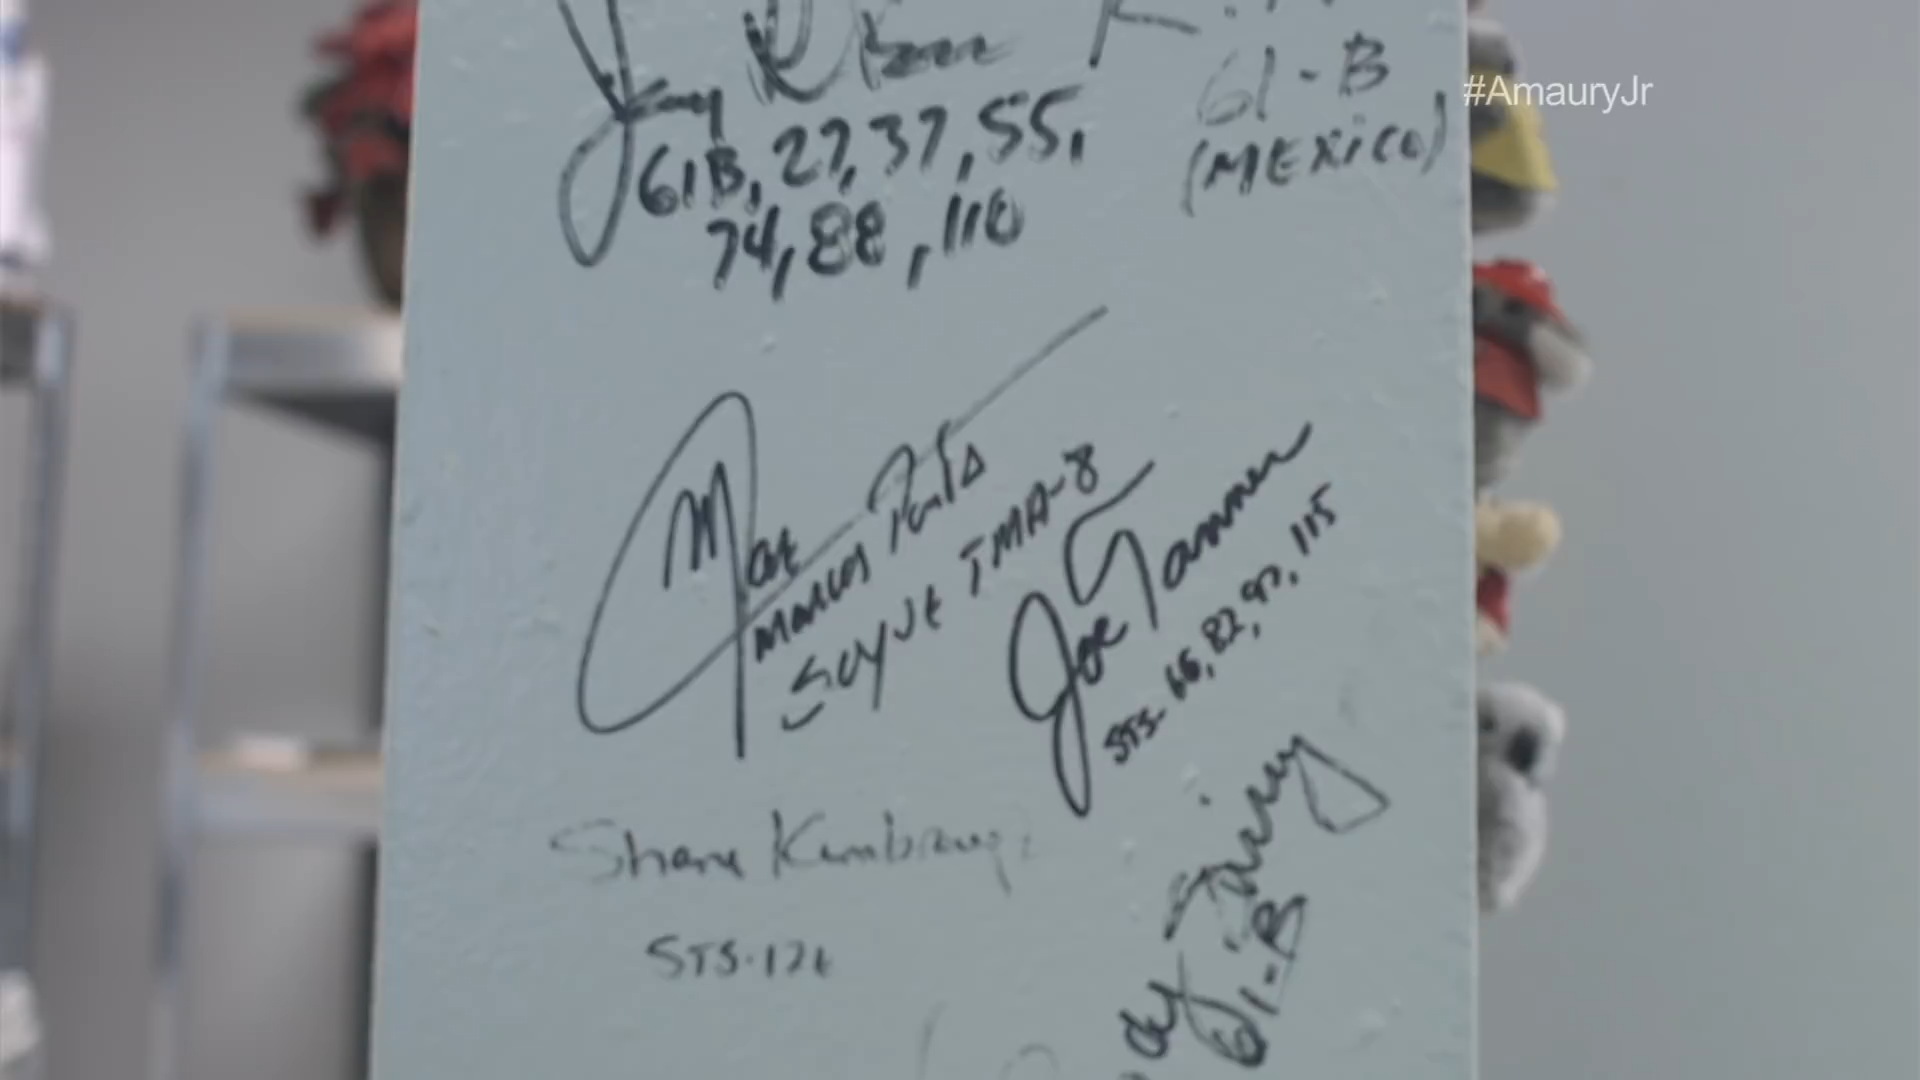 61B, 27, 37, 55,
74, 88, 110
61-B
(MEXICO)
#AmauryJr
Marcos
SOYUZ TMA-8
Joe Tanner
STS- 66, 82, 97, 115
Shane Kimbrough
STS-126
61-B